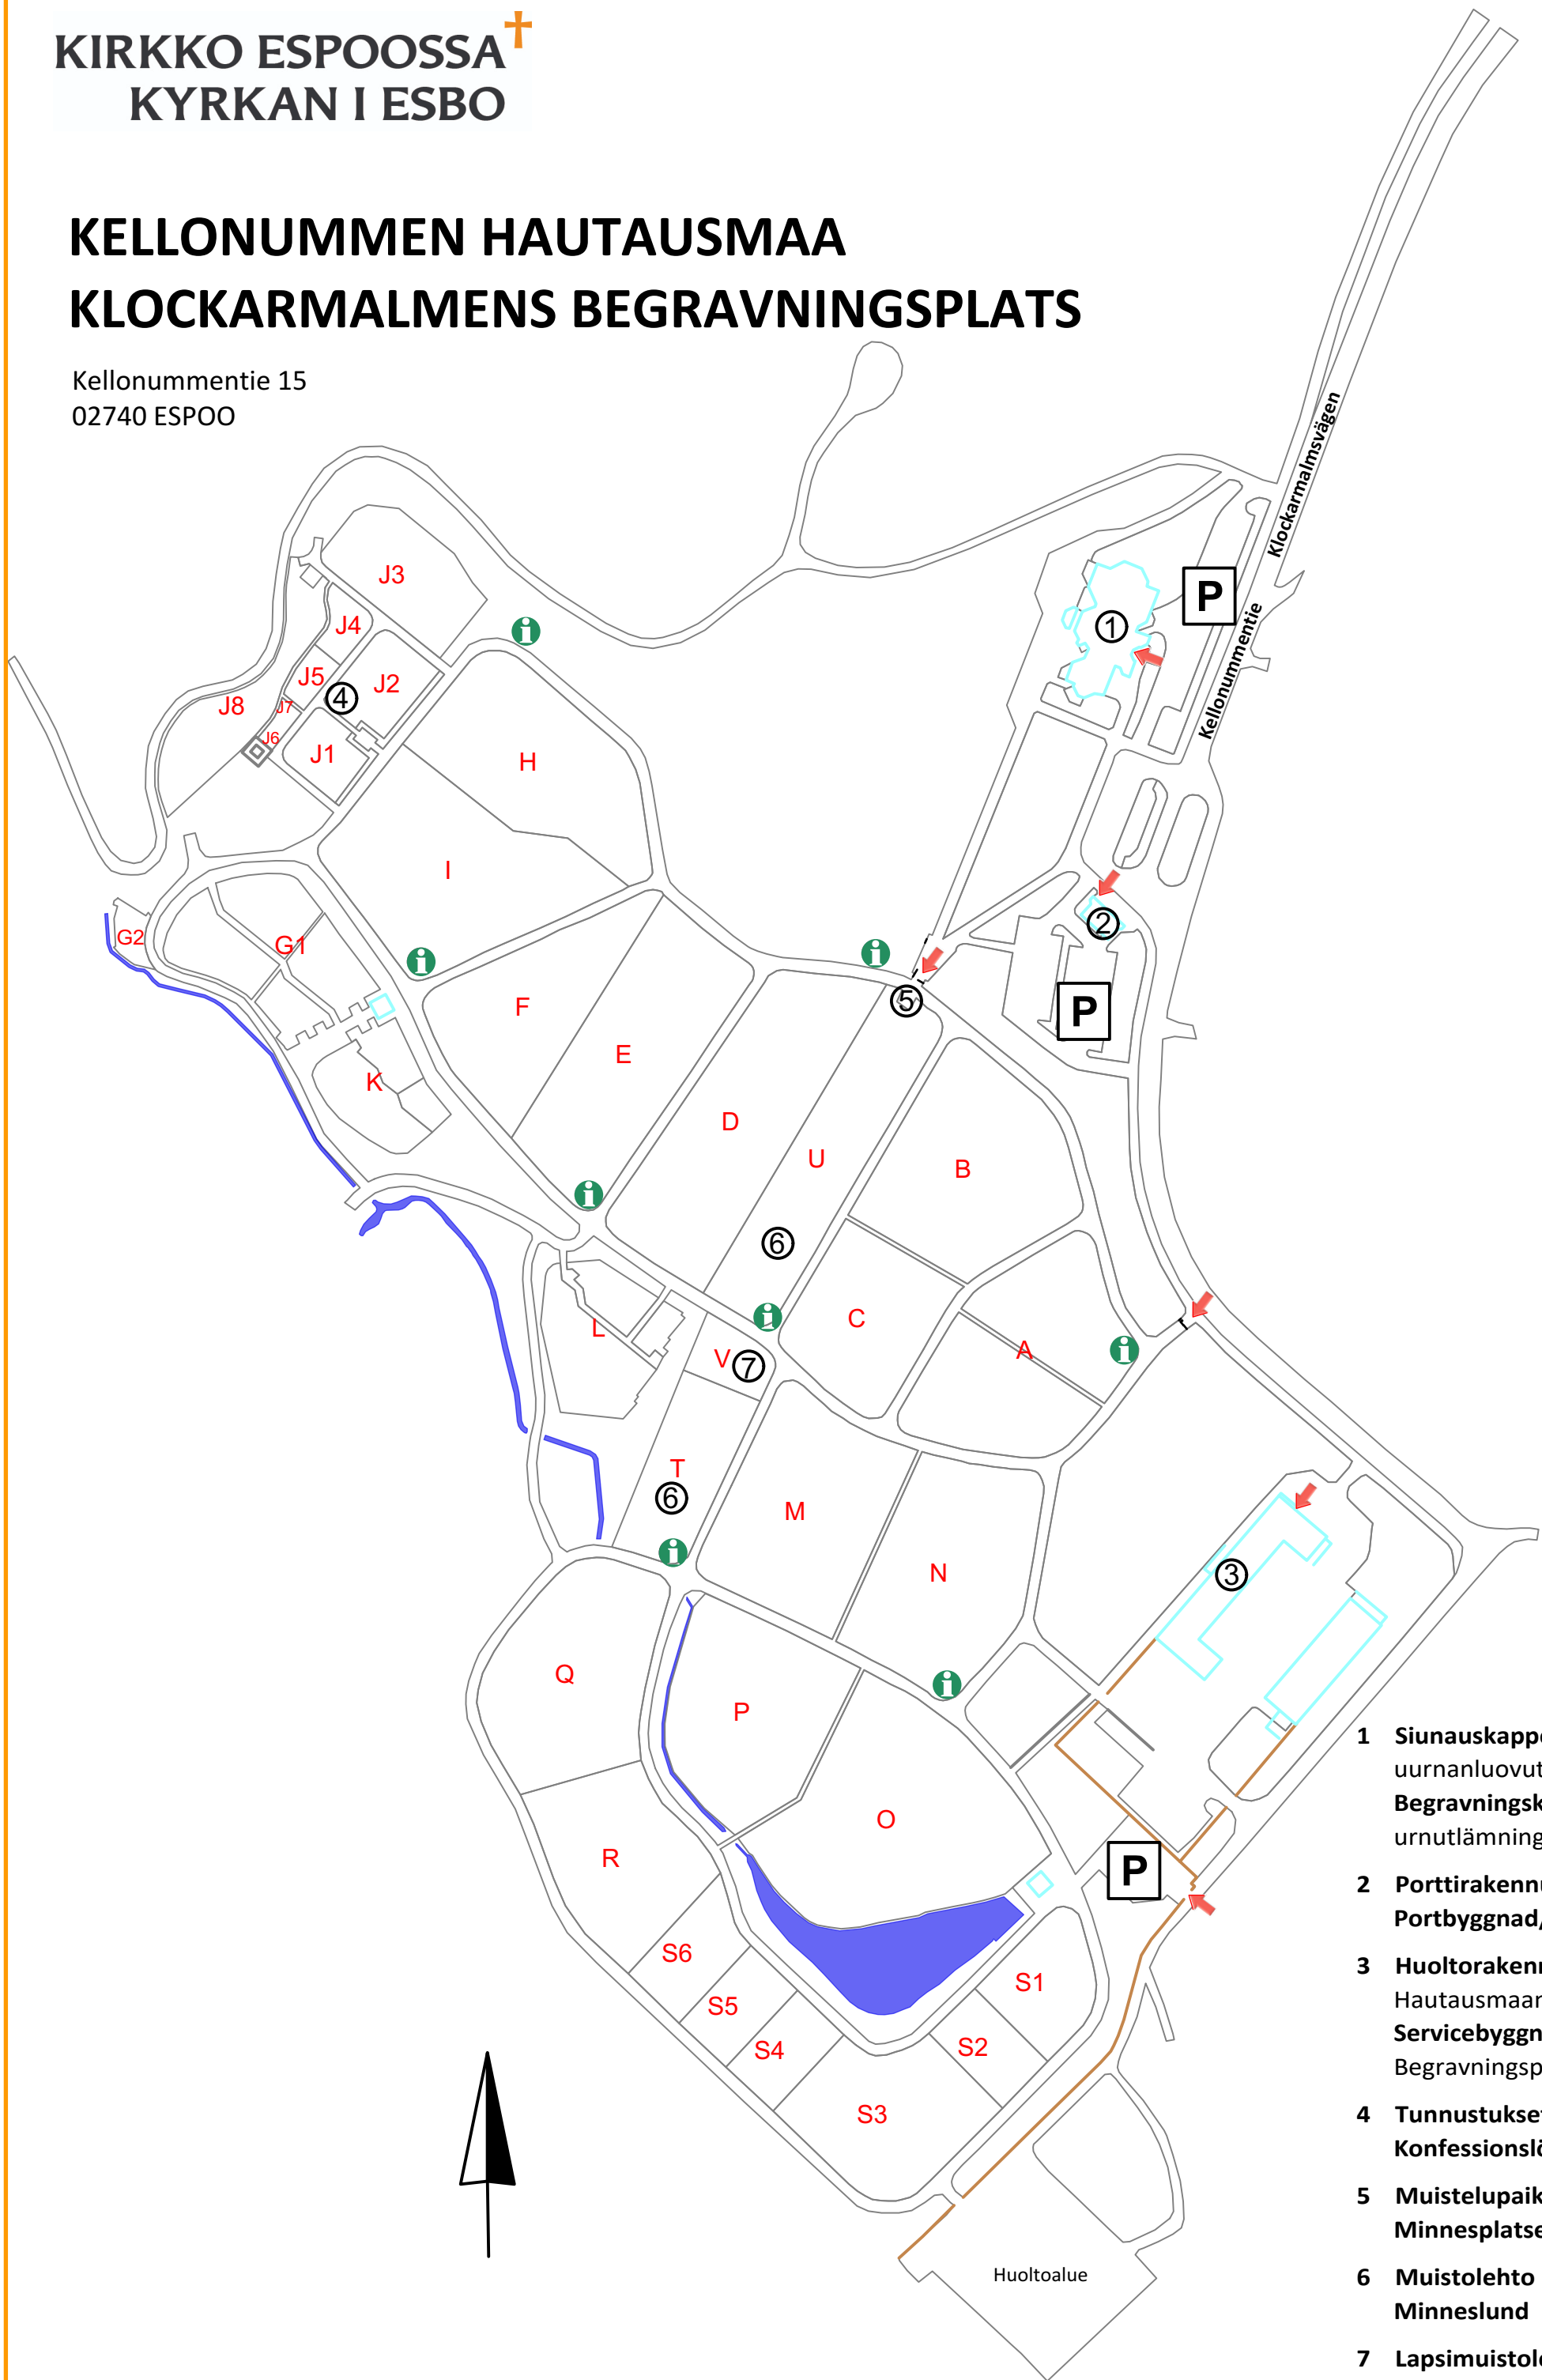 KIRKKO ESPOOSSA
KYRKAN I ESBO
KELLONUMMEN HAUTAUSMAA
KLOCKARMALMENS BEGRAVNINGSPLATS
Kellonummentie 15
02740 ESPOO
Klockarmalmsvägen
Kellonummentie
P
1
J3
J4
J5
J2
4
J8
J7
J6
J1
H
I
2
G2
G1
P
5
F
E
K
D
U
B
6
C
L
A
V
7
T
6
M
N
3
Q
P
O
R
P
S6
S5
S4
S1
S2
S3
Huoltoalue
1 Siunauskapp
uurnanluovut
Begravningsk
urnutlämning
2 Porttirakenn
Portbyggnad
3 Huoltoraken
Hautausmaa
Servicebyggn
Begravningsp
4 Tunnustukse
Konfessionslö
5 Muistelupaik
Minnesplats
6 Muistolehto
Minneslund
7 Lapsimuistol